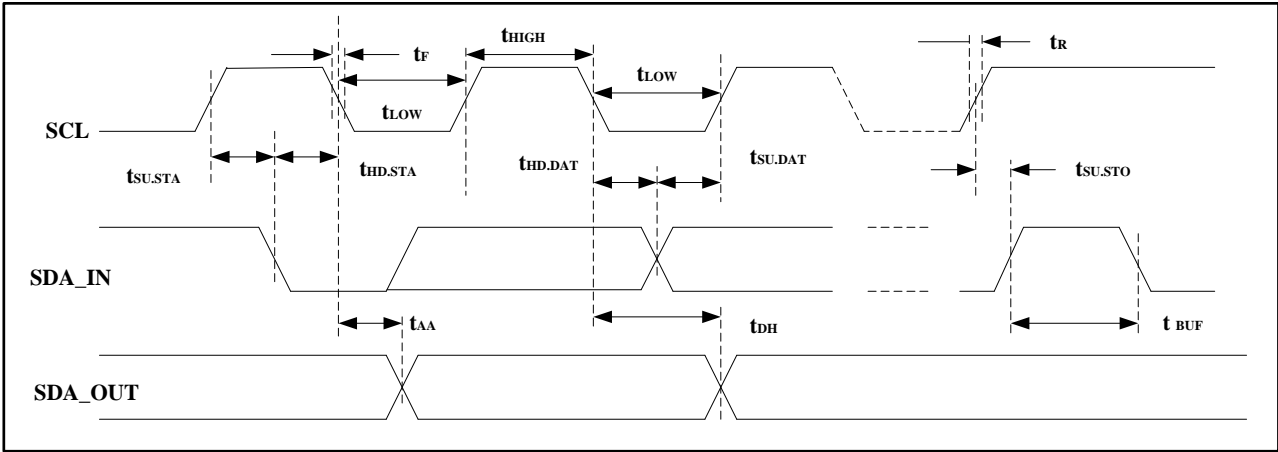 tHIGH
tF
tR
tLOW
tLOW
SCL
tSU.STA
tHD.STA
tHD.DAT
tSU.DAT
tSU.STO
SDA_IN
tAA
tDH
t BUF
SDA_OUT